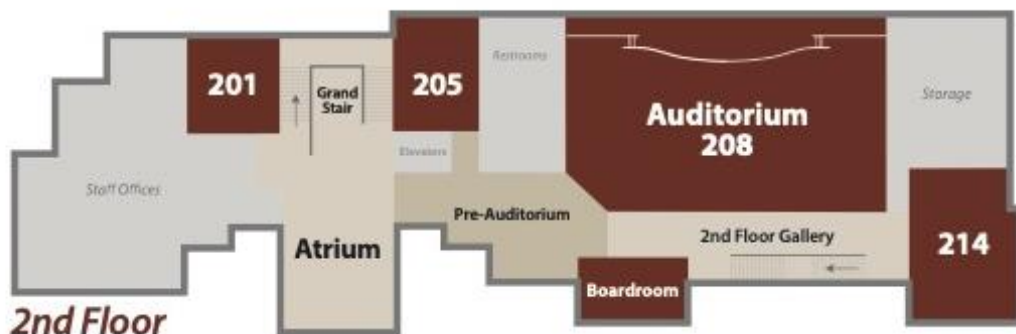 201
Grand
Stair
205
Restrooms
Auditorium
208
Storage
Elevators
Staff Offices
Pre-Auditorium
Atrium
2nd Floor Gallery
214
Boardroom
2nd Floor